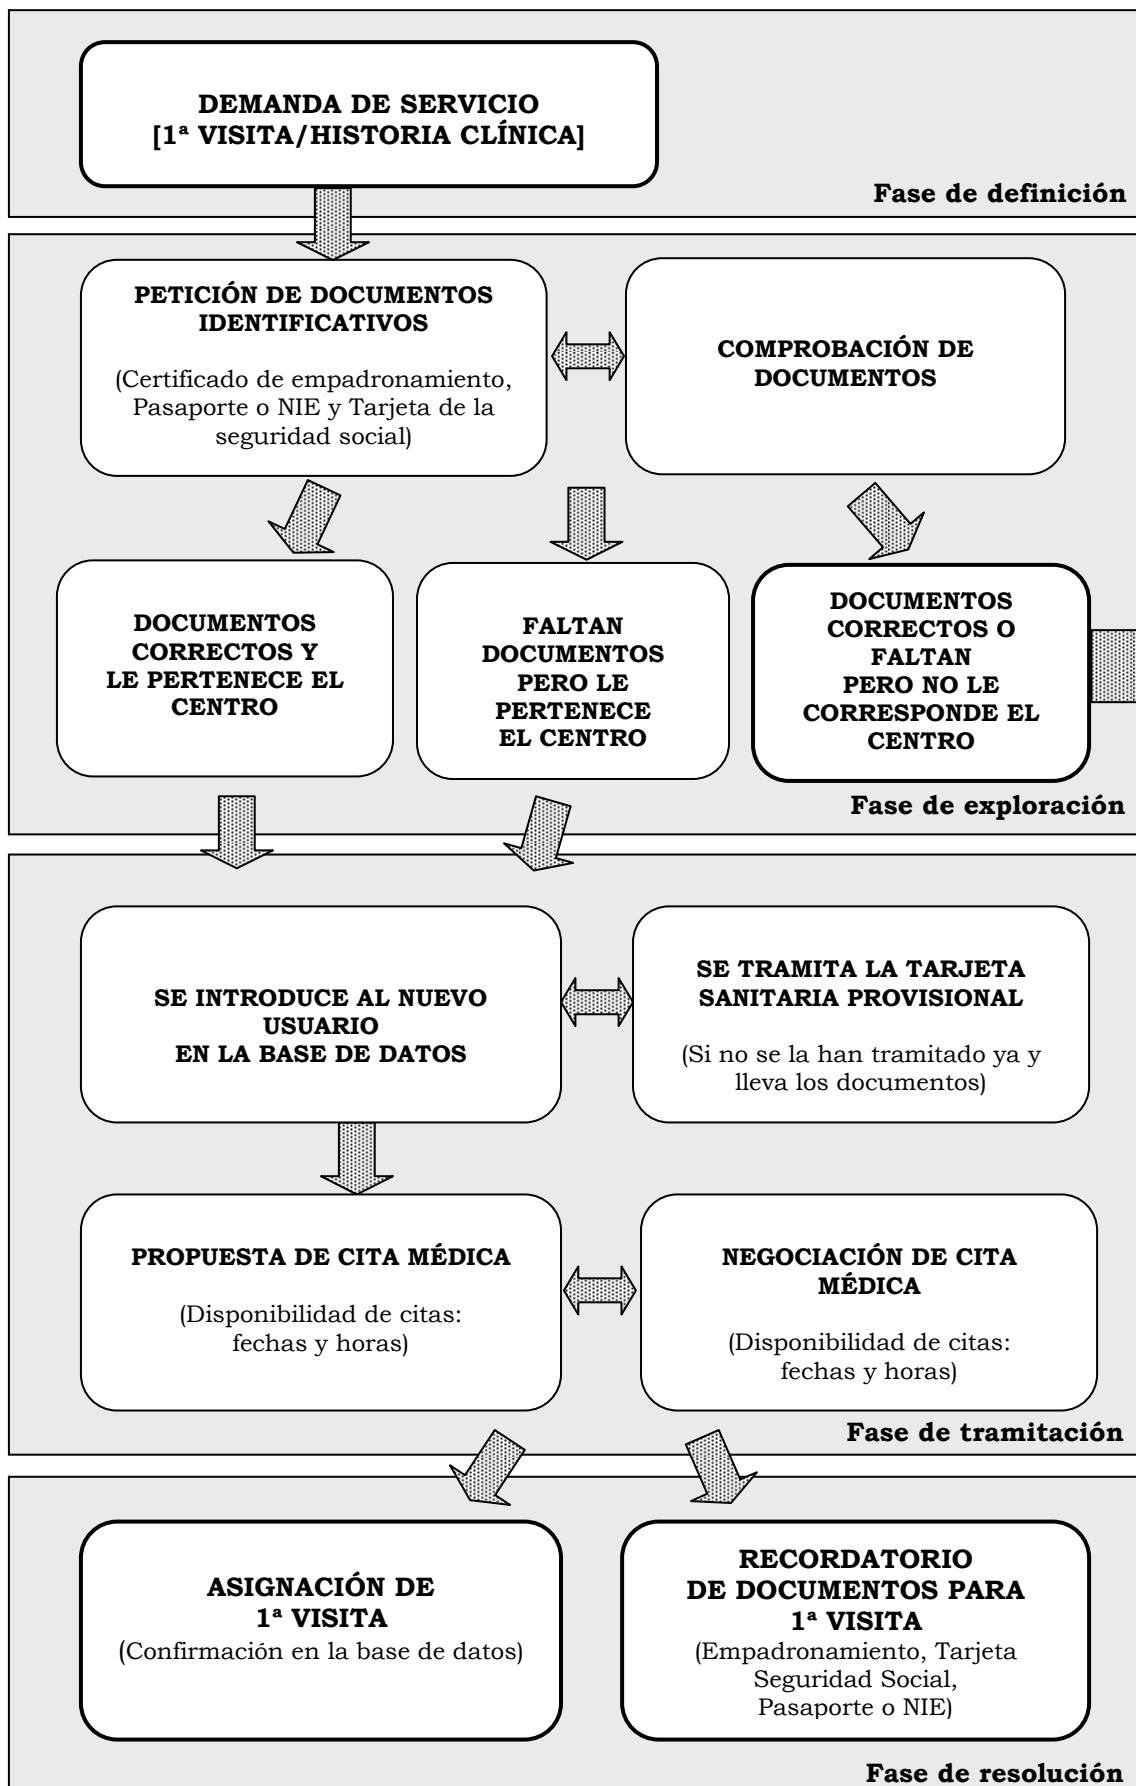 DEMANDA DE SERVICIO
[1ª VISITA/HISTORIA CLÍNICA]
Fase de definición
PETICIÓN DE DOCUMENTOS
IDENTIFICATIVOS
(Certificado de empadronamiento,
Pasaporte o NIE y Tarjeta de la
seguridad social)
COMPROBACIÓN DE
DOCUMENTOS
DOCUMENTOS
CORRECTOS Y
LE PERTENECE EL
CENTRO
FALTAN
DOCUMENTOS
PERO LE
PERTENECE
EL CENTRO
DOCUMENTOS
CORRECTOS O
FALTAN
PERO NO LE
CORRESPONDE EL
CENTRO
Fase de exploración
SE INTRODUCE AL NUEVO
USUARIO
EN LA BASE DE DATOS
SE TRAMITA LA TARJETA
SANITARIA PROVISIONAL
(Si no se la han tramitado ya y
lleva los documentos)
PROPUESTA DE CITA MÉDICA
(Disponibilidad de citas:
fechas y horas)
NEGOCIACIÓN DE CITA
MÉDICA
(Disponibilidad de citas:
fechas y horas)
Fase de tramitación
ASIGNACIÓN DE
1ª VISITA
(Confirmación en la base de datos)
RECORDATORIO
DE DOCUMENTOS PARA
1ª VISITA
(Empadronamiento, Tarjeta
Seguridad Social,
Pasaporte o NIE)
Fase de resolución